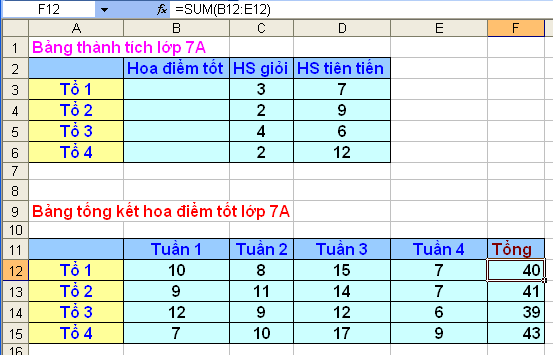 F12 fx =SUM(B12:E12)
A B C D E F
1 Bảng thành tích lớp 7A
2 Hoa điểm tốt HS giỏi HS tiên tiến
3 Tổ 1 3 7
4 Tổ 2 2 9
5 Tổ 3 4 6
6 Tổ 4 2 12
7
8
9 Bảng tổng kết hoa điểm tốt lớp 7A
10
11 Tuần 1 Tuần 2 Tuần 3 Tuần 4 Tổng
12 Tổ 1 10 8 15 7 40
13 Tổ 2 9 11 14 7 41
14 Tổ 3 12 9 12 6 39
15 Tổ 4 7 10 17 9 43
16